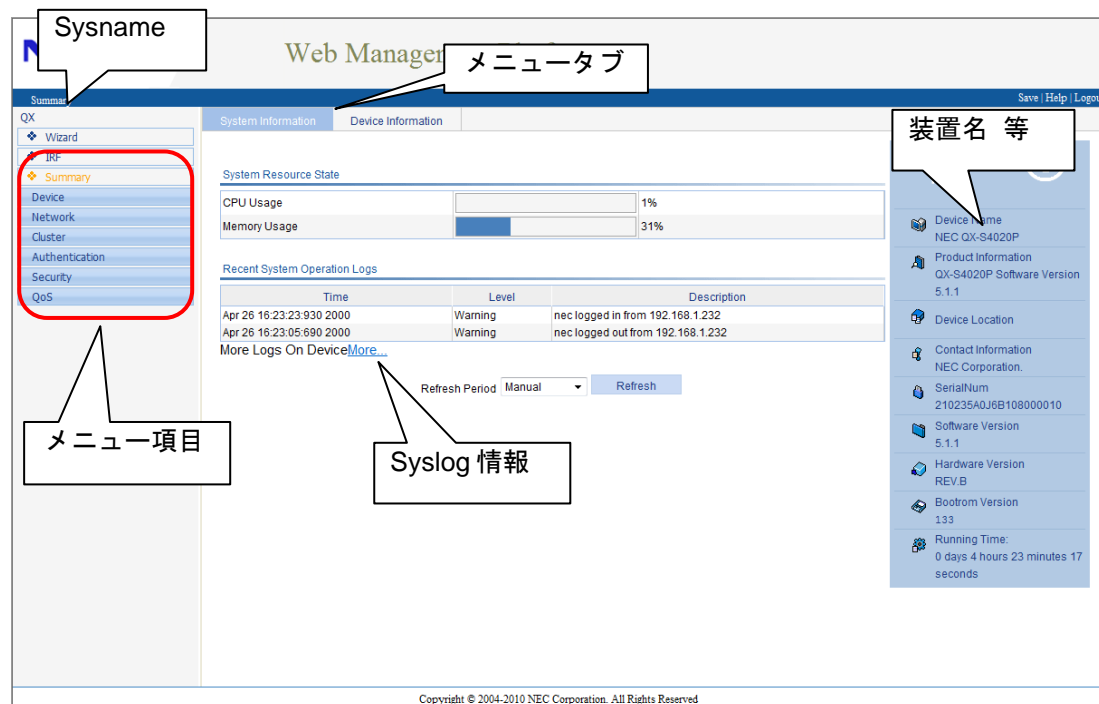 Sysname
Web Manage
メニュータブ
Summa
Save | Help | Logou
QX
System Information
Device Information
装置名 等
Wizard
IRF
Summary
Device
Network
Cluster
Authentication
Security
QoS
メニュー項目
System Resource State
CPU Usage 1%
Memory Usage 31%
Recent System Operation Logs
Time Level Description
Apr 26 16:23:23:930 2000 Warning nec logged in from 192.168.1.232
Apr 26 16:23:05:690 2000 Warning nec logged out from 192.168.1.232
More Logs On DeviceMore...
Refresh Period Manual Refresh
Syslog 情報
Device Name
NEC QX-S4020P
Product Information
QX-S4020P Software Version
5.1.1
Device Location
Contact Information
NEC Corporation.
SerialNum
210235A0J6B108000010
Software Version
5.1.1
Hardware Version
REV.B
Bootrom Version
133
Running Time:
0 days 4 hours 23 minutes 17
seconds
Copyright © 2004-2010 NEC Corporation. All Rights Reserved